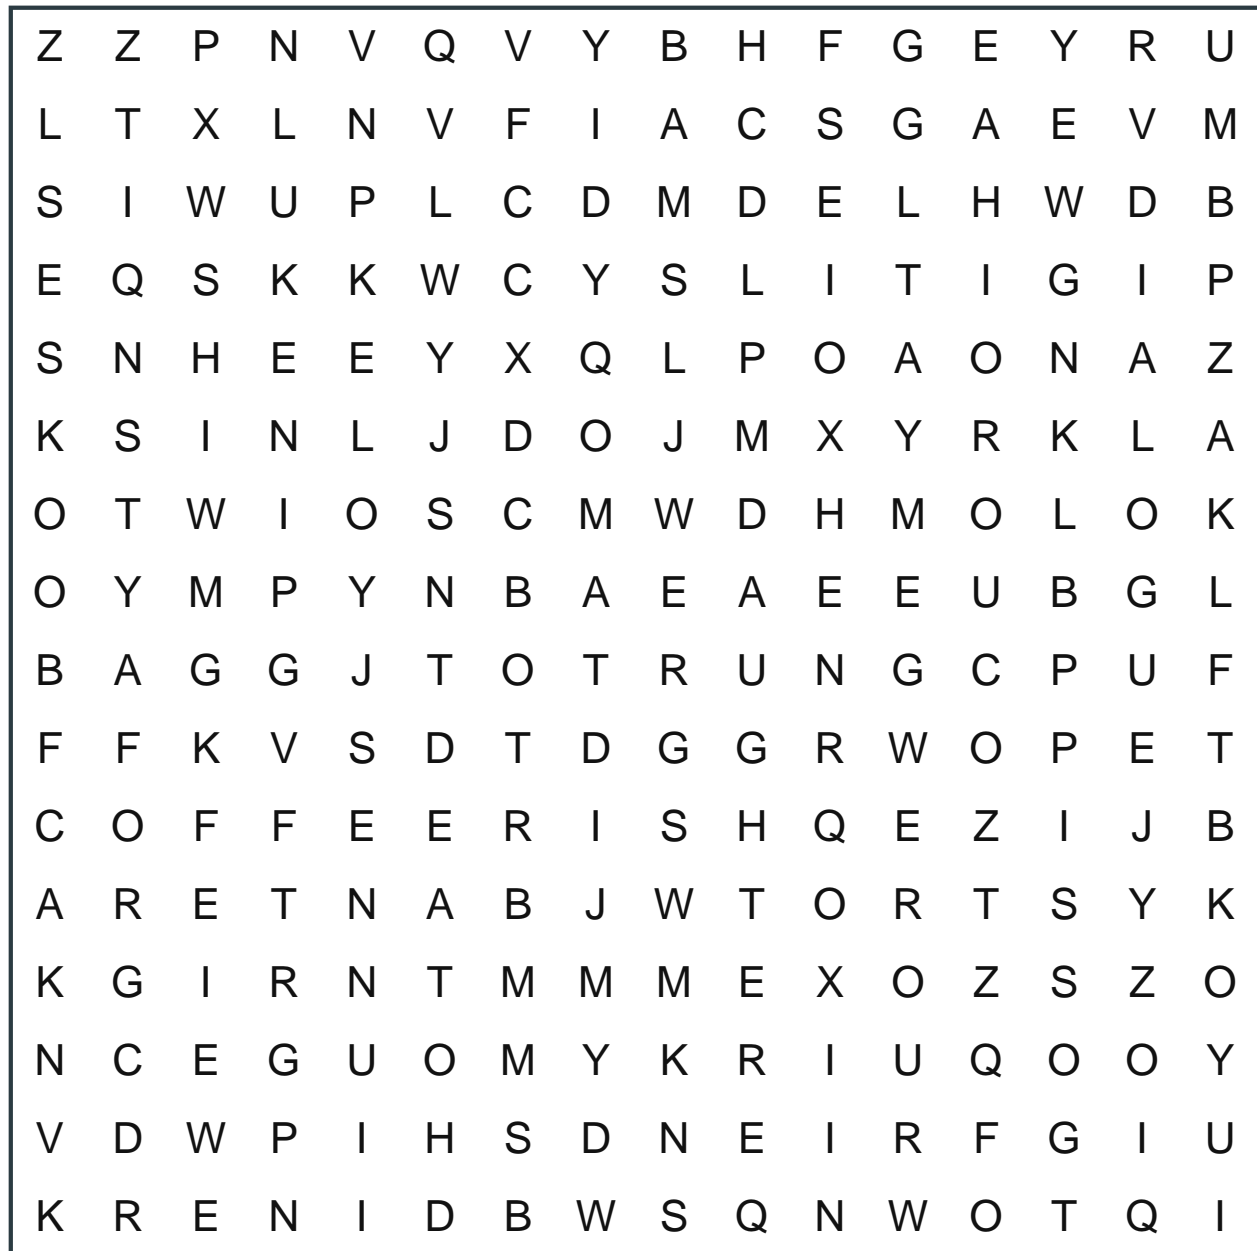 Z Z P N V Q V Y B H F G E Y R U
L T X L N V F I A C S G A E V M
S I W U P L C D M D E L H W D B
E Q S K K W C Y S L I T I G I P
S N H E E Y X Q L P O A O N A Z
K S I N L J D O J M X Y R K L A
O T W I O S C M W D H M O L O K
O Y M P Y N B A E A E E U B G L
B A G G J T O T R U N G C P U F
F F K V S D T D G G R W O P E T
C O F F E E R I S H Q E Z I J B
A R E T N A B J W T O R T S Y K
K G I R N T M M M E X O Z S Z O
N C E G U O M Y K R I U Q O O Y
V D W P I H S D N E I R F G I U
K R E N I D B W S Q N W O T Q I